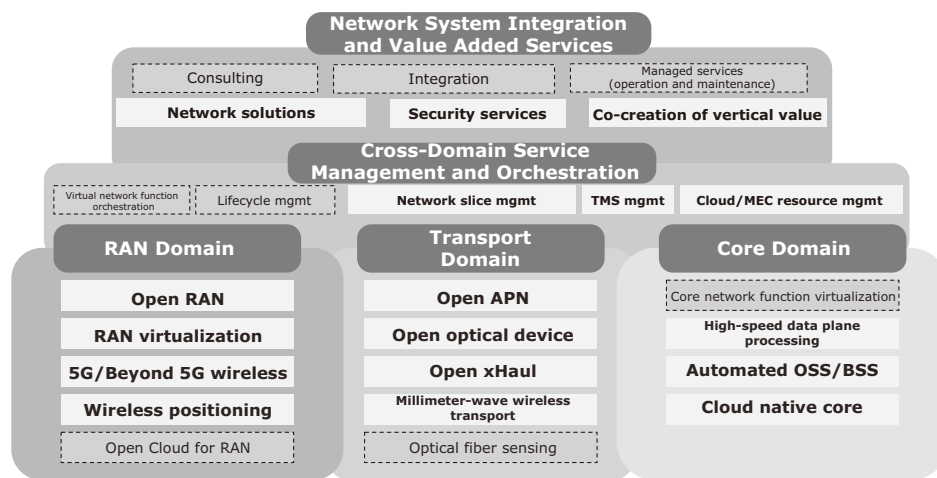 Network System Integration
and Value Added Services
Consulting
Integration
Managed services
(operation and maintenance)
Network solutions
Security services
Co-creation of vertical value
Cross-Domain Service
Management and Orchestration
Virtual network function
orchestration
Lifecycle mgmt
Network slice mgmt
TMS mgmt
Cloud/MEC resource mgmt
RAN Domain
Open RAN
RAN virtualization
5G/Beyond 5G wireless
Wireless positioning
Open Cloud for RAN
Transport
Domain
Open APN
Open optical device
Open xHaul
Millimeter-wave wireless
transport
Optical fiber sensing
Core Domain
Core network function virtualization
High-speed data plane
processing
Automated OSS/BSS
Cloud native core